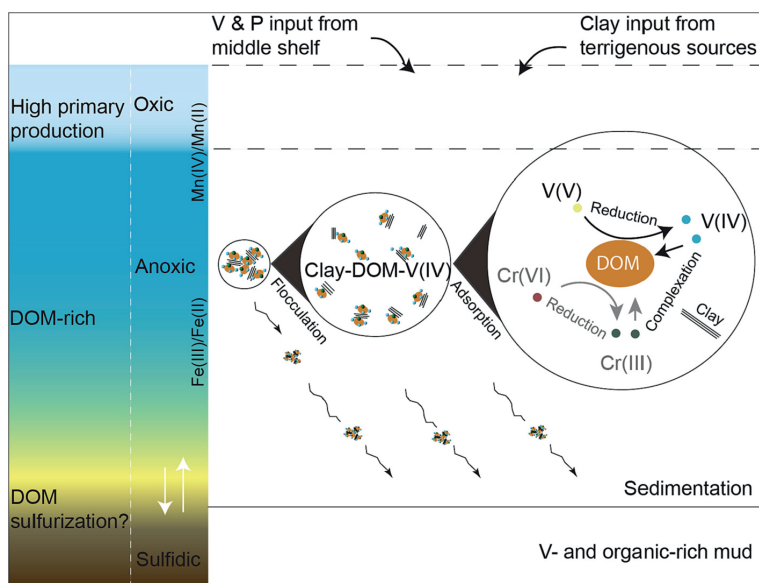 V & P input from
middle shelf
Clay input from
terrigenous sources
High primary
production
Oxic
Mn(IV)/Mn(II)
Anoxic
DOM-rich
Fe(III)/Fe(II)
DOM
sulfurization?
Sulfidic
Flocculation
Clay-DOM-V(IV)
Adsorption
V(V)
Reduction
V(IV)
DOM
Cr(VI)
Reduction
Complexation
Cr(III)
Clay
Sedimentation
V- and organic-rich mud